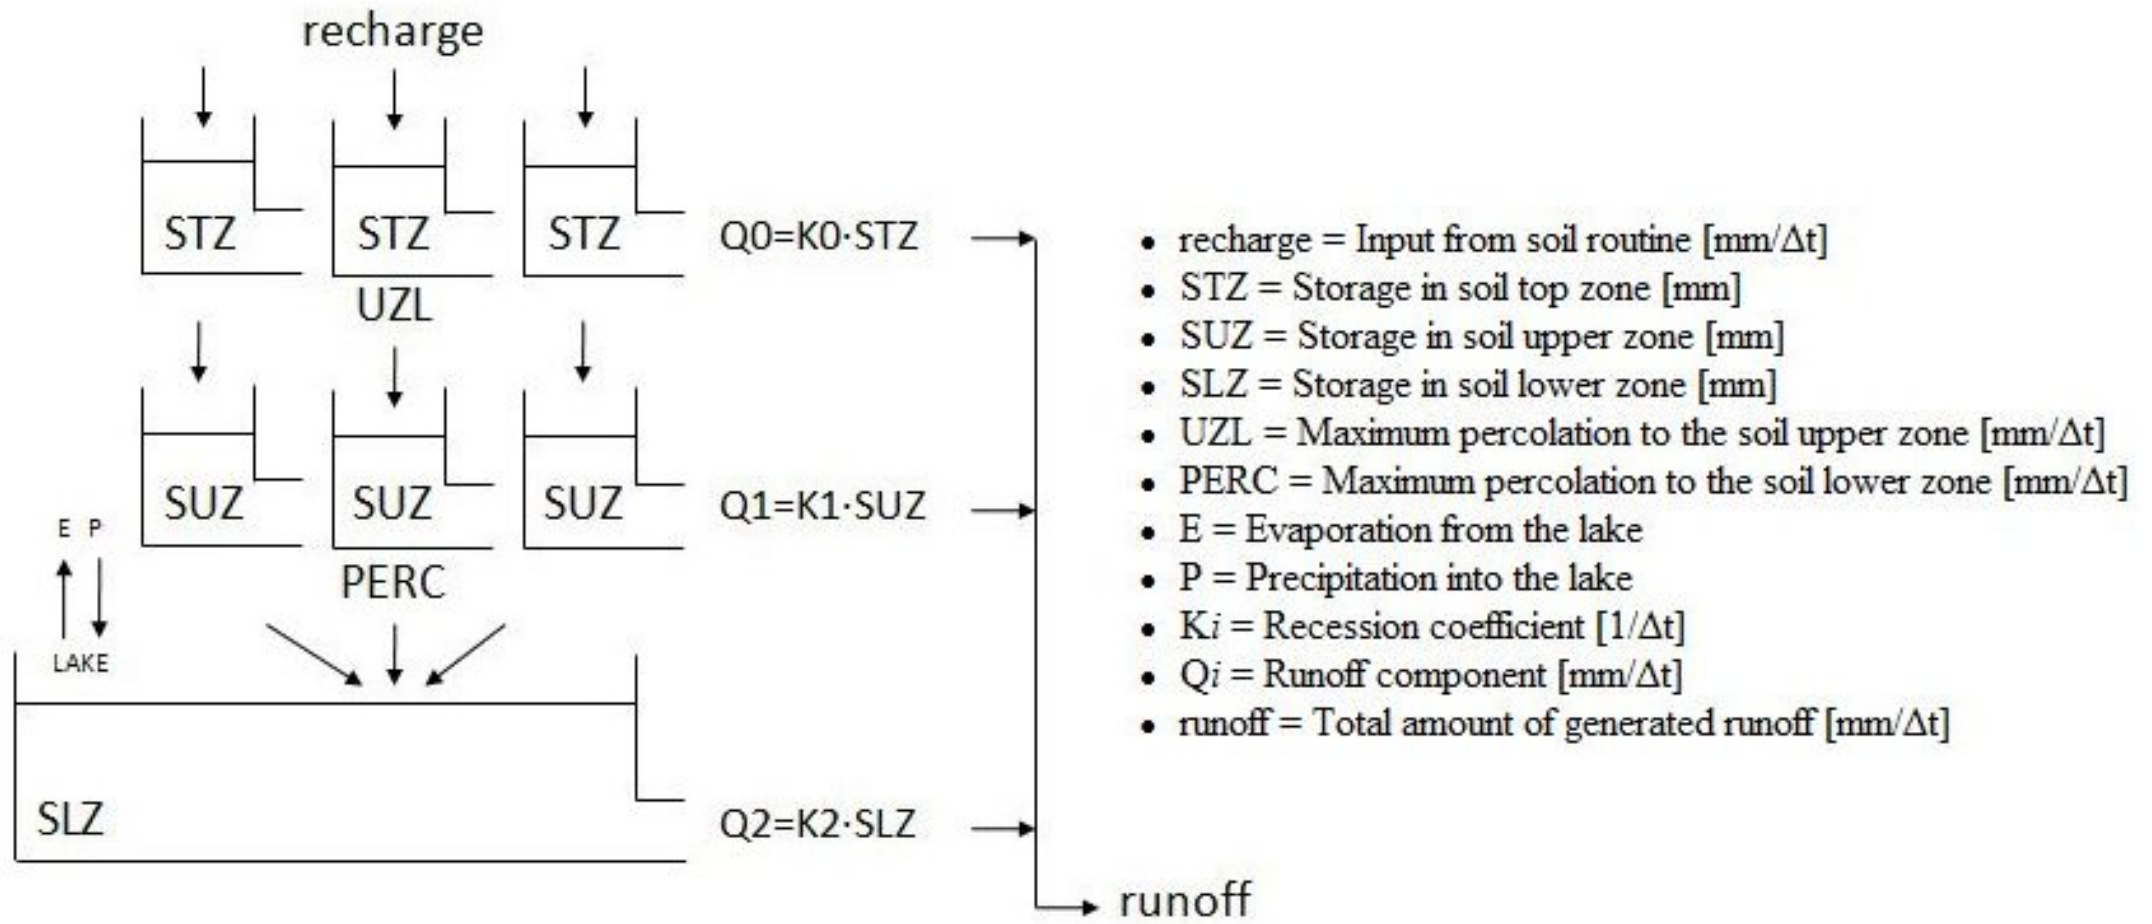 recharge
STZ STZ STZ Q0=K0·STZ
UZL
SUZ SUZ SUZ Q1=K1·SUZ
E P
PERC
LAKE
SLZ Q2=K2·SLZ
runoff
• recharge = Input from soil routine [mm/Δt]
• STZ = Storage in soil top zone [mm]
• SUZ = Storage in soil upper zone [mm]
• SLZ = Storage in soil lower zone [mm]
• UZL = Maximum percolation to the soil upper zone [mm/Δt]
• PERC = Maximum percolation to the soil lower zone [mm/Δt]
• E = Evaporation from the lake
• P = Precipitation into the lake
• Ki = Recession coefficient [1/Δt]
• Qi = Runoff component [mm/Δt]
• runoff = Total amount of generated runoff [mm/Δt]